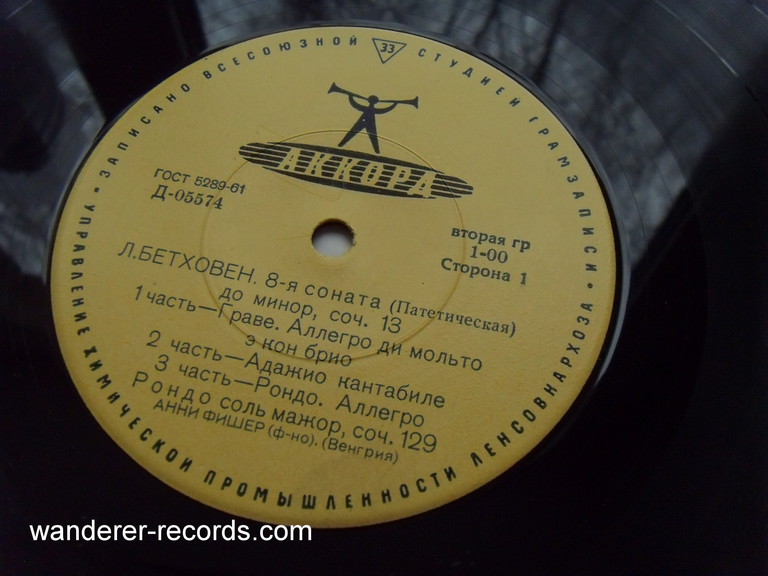 ЗАПИСАНО ВСЕСОЮЗНОЙ 33 СТУДИЕЙ ГРАМЗАПИСИ
АККОРД
ГОСТ 5289-61
Д-05574
вторая гр
1-00
Сторона 1
Л.БЕТХОВЕН. 8-я соната (Патетическая)
до минор, соч. 13
1 часть—Граве. Аллегро ди мольто
э кон брио
2 часть—Адажио кантабиле
3 часть—Рондо. Аллегро
Рондо соль мажор, соч. 129
АННИ ФИШЕР (ф-но). (Венгрия)
• УПРАВЛЕНИЕ ХИМИЧЕСКОЙ ПРОМЫШЛЕННОСТИ ЛЕНСОВНАРХОЗА •
wanderer-records.com